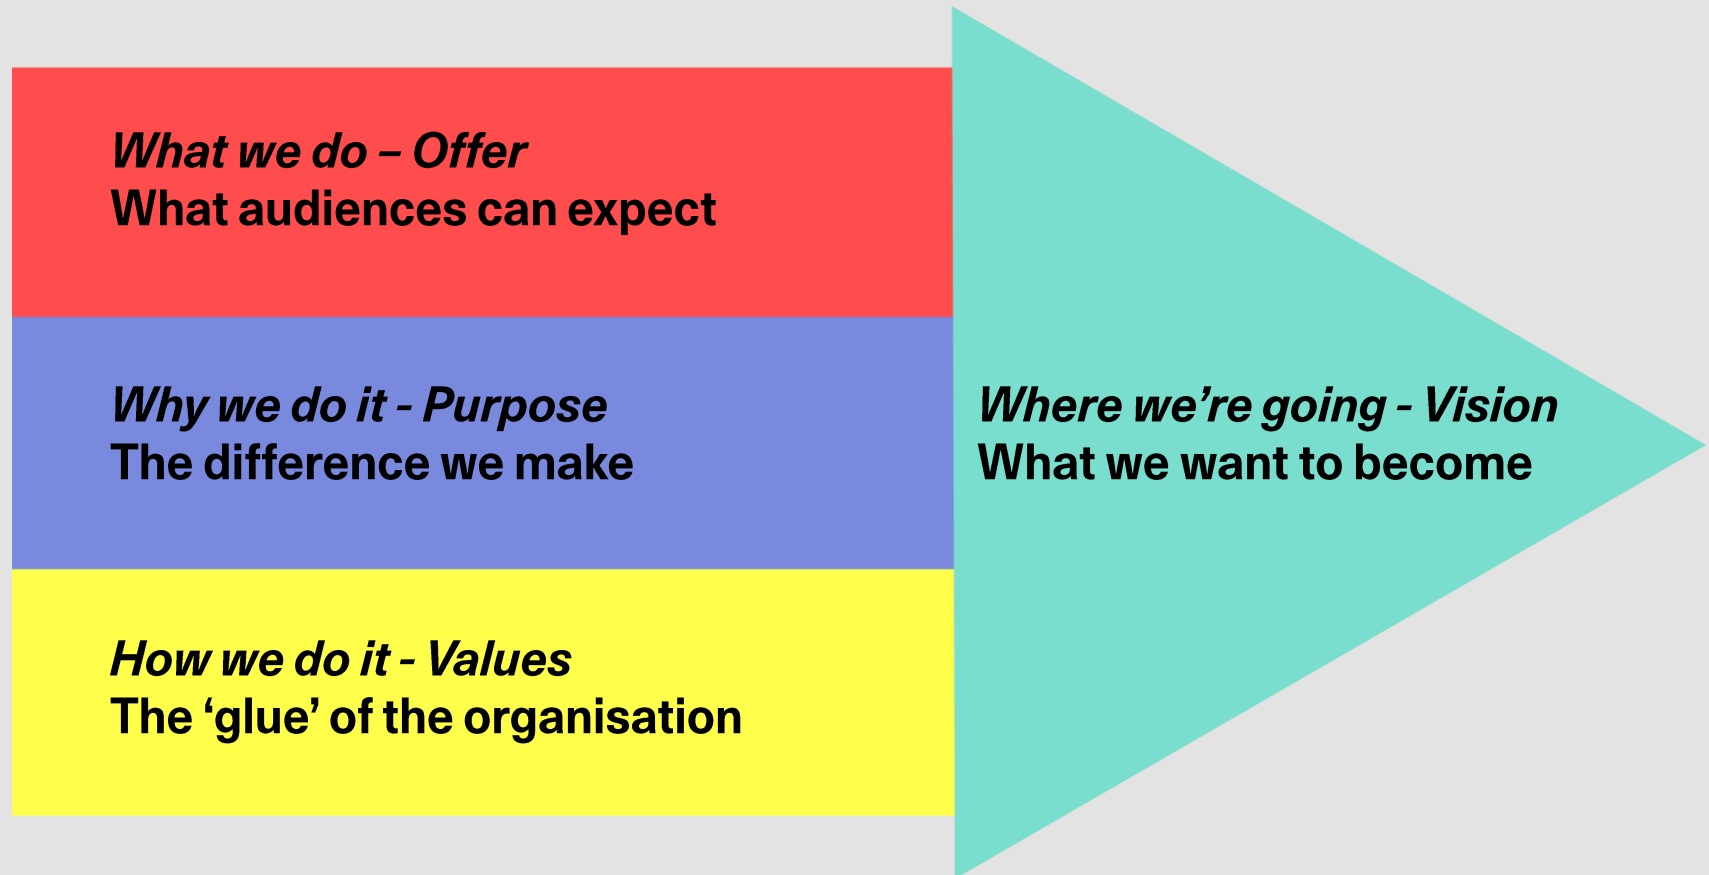 What we do – Offer
What audiences can expect
Why we do it - Purpose
The difference we make
Where we’re going - Vision
What we want to become
How we do it - Values
The ‘glue’ of the organisation